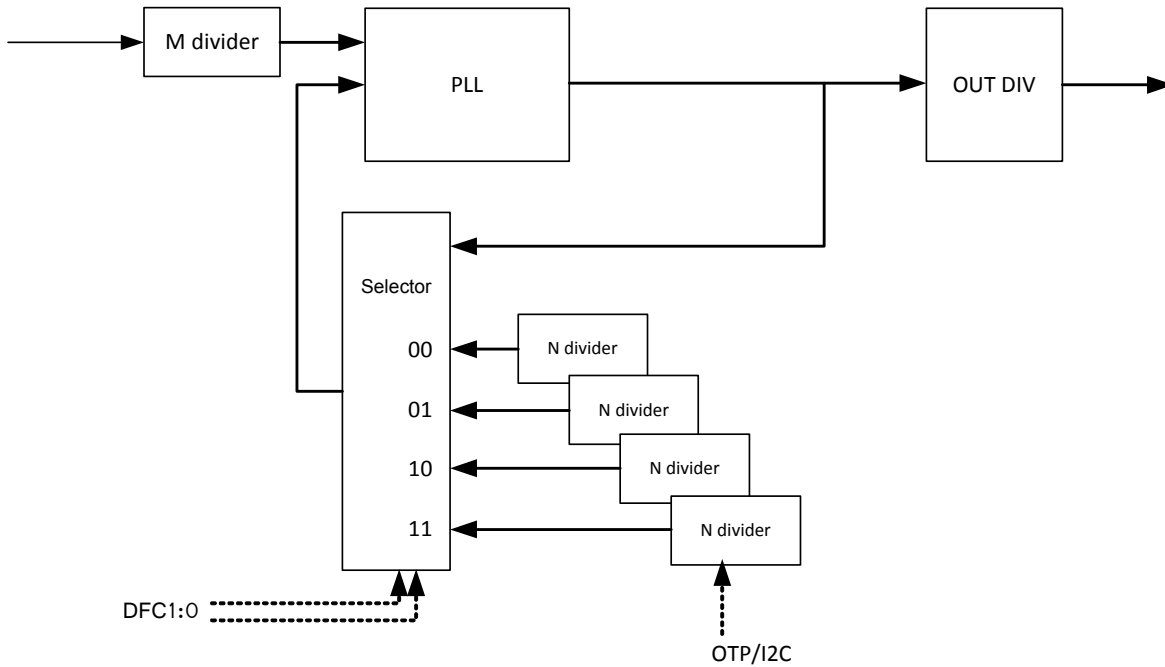 M divider
PLL
OUT DIV
Selector
00
N divider
01
N divider
10
N divider
11
N divider
DFC1:0
OTP/I2C